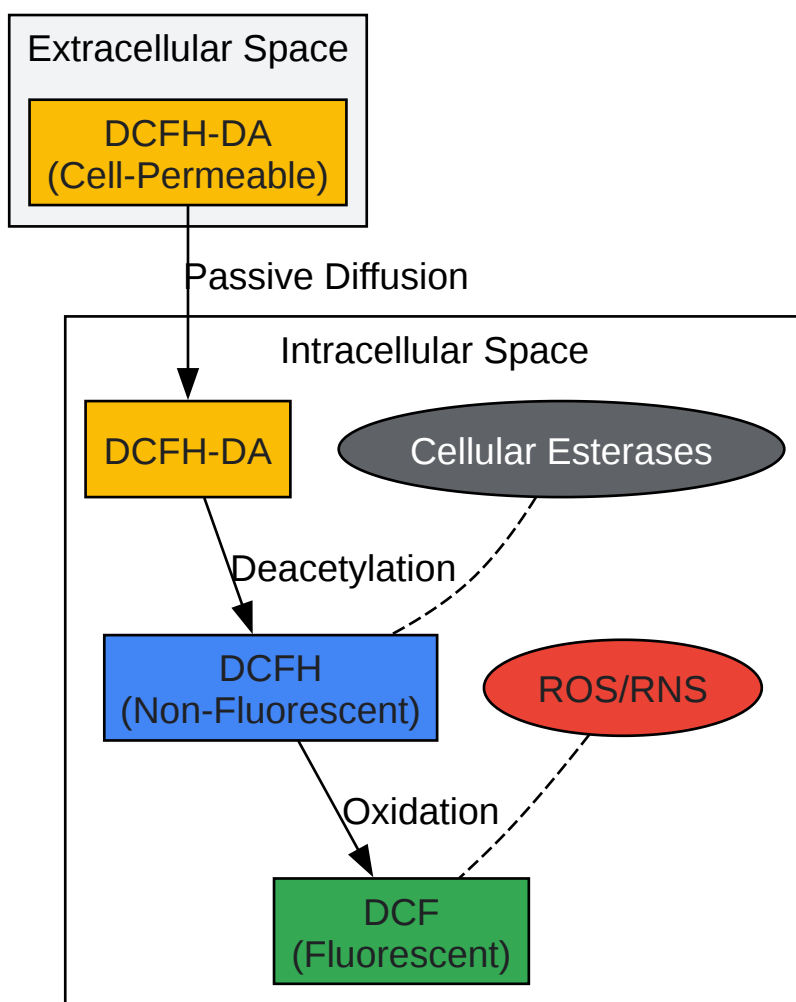 Extracellular Space
DCFH-DA
(Cell-Permeable)
Passive Diffusion
Intracellular Space
DCFH-DA
Cellular Esterases
Deacetylation
DCFH
(Non-Fluorescent)
ROS/RNS
Oxidation
DCF
(Fluorescent)